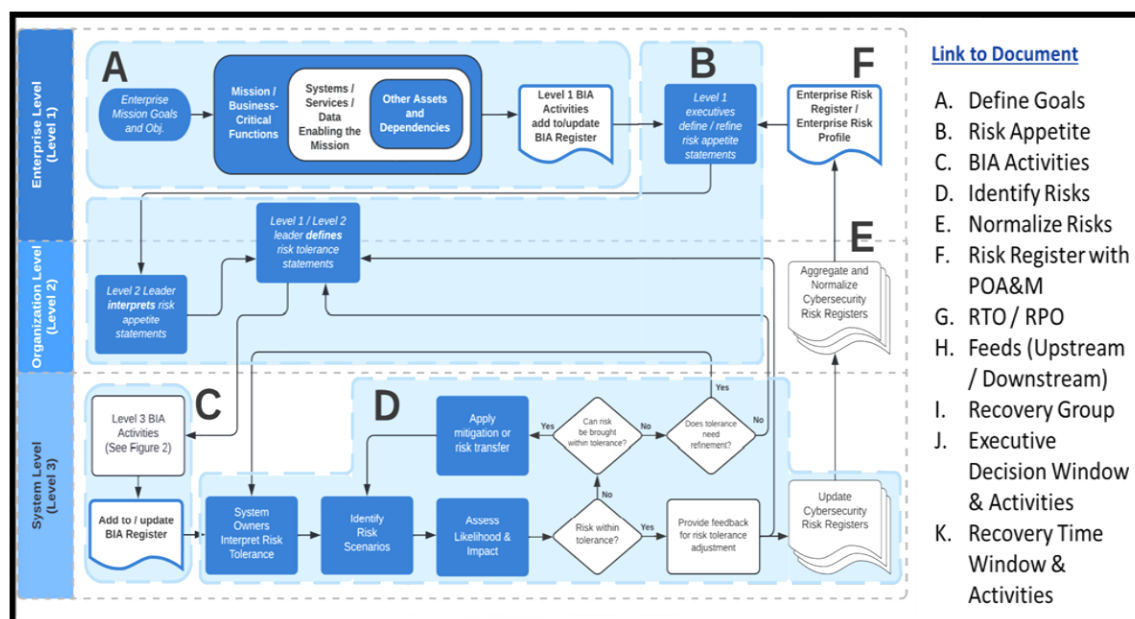 Enterprise Level
(Level 1)
A
Enterprise
Mission Goals
and Obj.
Mission /
Business-
Critical
Functions
Systems /
Services /
Data
Enabling the
Mission
Other Assets
and
Dependencies
Level 1 BIA
Activities
add to/update
BIA Register
B
Level 1
executives
define / refine
risk appetite
statements
F
Enterprise Risk
Register /
Enterprise Risk
Profile
Organization Level
(Level 2)
Level 2 Leader
interprets risk
appetite
statements
Level 1 / Level 2
leader defines
risk tolerance
statements
E
Aggregate and
Normalize
Cybersecurity
Risk Registers
System Level
(Level 3)
C
Level 3 BIA
Activities
(See Figure 2)
Add to / update
BIA Register
D
System
Owners
Interpret Risk
Tolerance
Identify
Risk
Scenarios
Apply
mitigation or
risk transfer
Assess
Likelihood &
Impact
Yes
Can risk
be brought
within tolerance?
No
Does tolerance
need
refinement?
Yes
No
No
Risk within
tolerance?
Yes
Provide feedback
for risk tolerance
adjustment
Update
Cybersecurity
Risk Registers
Link to Document
A. Define Goals
B. Risk Appetite
C. BIA Activities
D. Identify Risks
E. Normalize Risks
F. Risk Register with
POA&M
G. RTO / RPO
H. Feeds (Upstream
/ Downstream)
I. Recovery Group
J. Executive
Decision Window
& Activities
K. Recovery Time
Window &
Activities